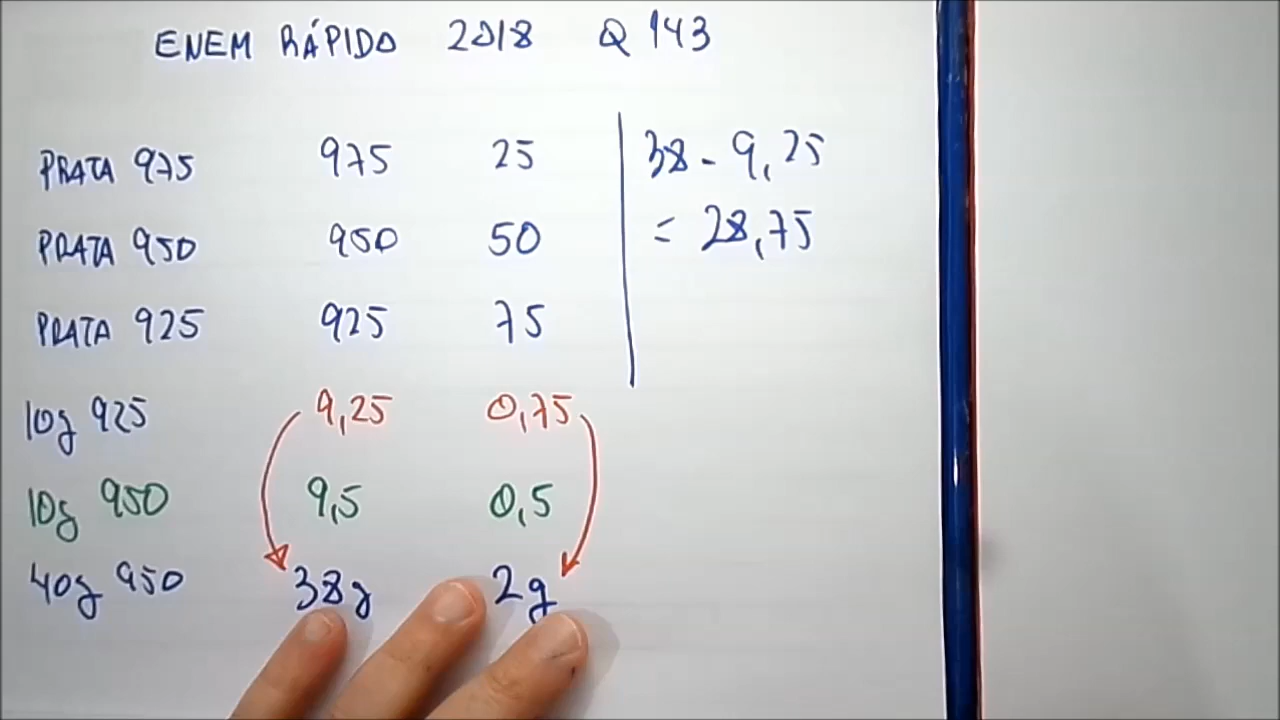 ENEM RÁPIDO 2018 Q 143
PRATA 975 975 25
PRATA 950 950 50
PRATA 925 925 75
10g 925 9,25 0,75
10g 950 9,5 0,5
40g 950 38g 2g
38 - 9,25
= 28,75